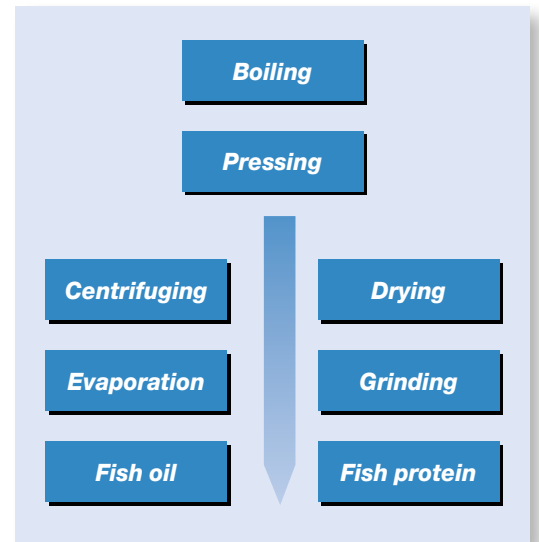 Boiling
Pressing
Centrifuging
Drying
Evaporation
Grinding
Fish oil
Fish protein